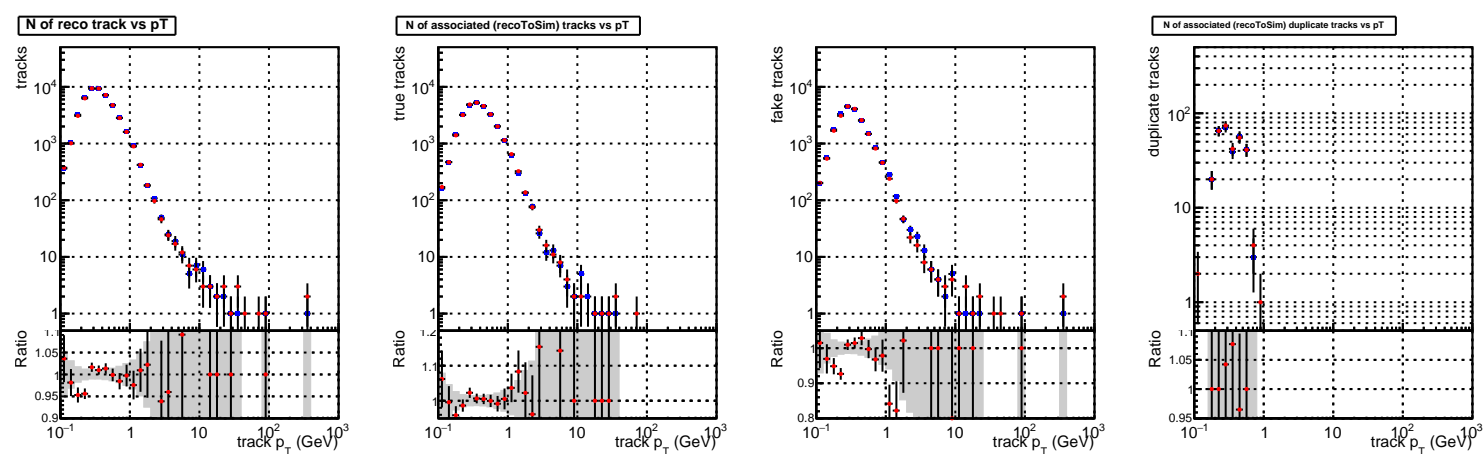 N of reco track vs pT
N of associated (recoToSim) tracks vs pT
N of associated (recoToSim) duplicate tracks vs pT
tracks
10^4
10^3
10^2
10
1
Ratio
1.1
1.05
1
0.95
0.9
10^-1 1 10 10^2 10^3
track p_T (GeV)
true tracks
10^4
10^3
10^2
10
1
Ratio
1.2
1.1
1
10^-1 1 10 10^2 10^3
track p_T (GeV)
fake tracks
10^4
10^3
10^2
10
1
Ratio
1
0.9
0.8
10^-1 1 10 10^2 10^3
track p_T (GeV)
duplicate tracks
10^2
10
1
Ratio
1.1
1.05
1
0.95
10^-1 1 10 10^2 10^3
track p_T (GeV)